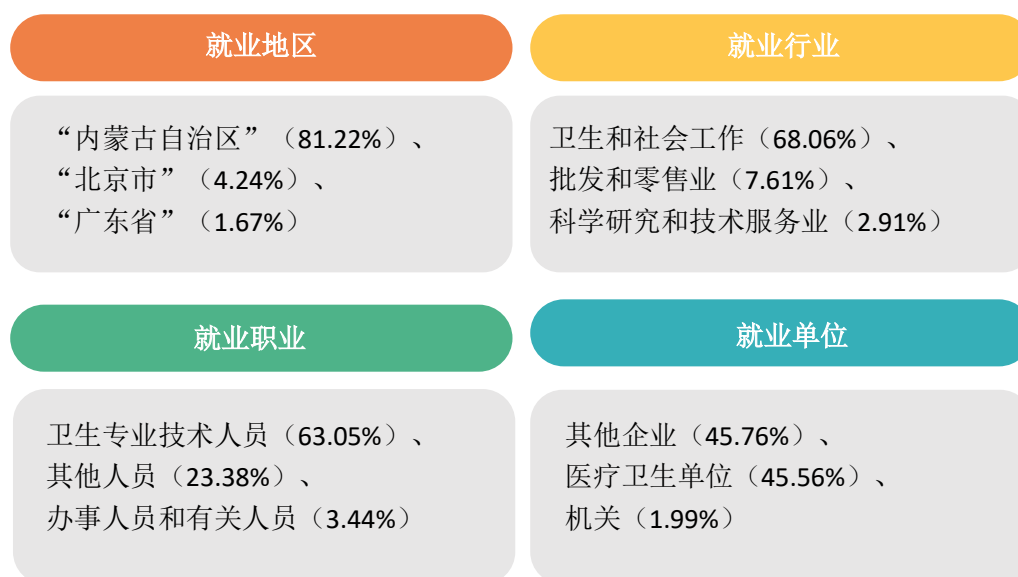 就业地区
“内蒙古自治区”（81.22%）、
“北京市”（4.24%）、
“广东省”（1.67%）
就业行业
卫生和社会工作（68.06%）、
批发和零售业（7.61%）、
科学研究和技术服务业（2.91%）
就业职业
卫生专业技术人员（63.05%）、
其他人员（23.38%）、
办事人员和有关人员（3.44%）
就业单位
其他企业（45.76%）、
医疗卫生单位（45.56%）、
机关（1.99%）